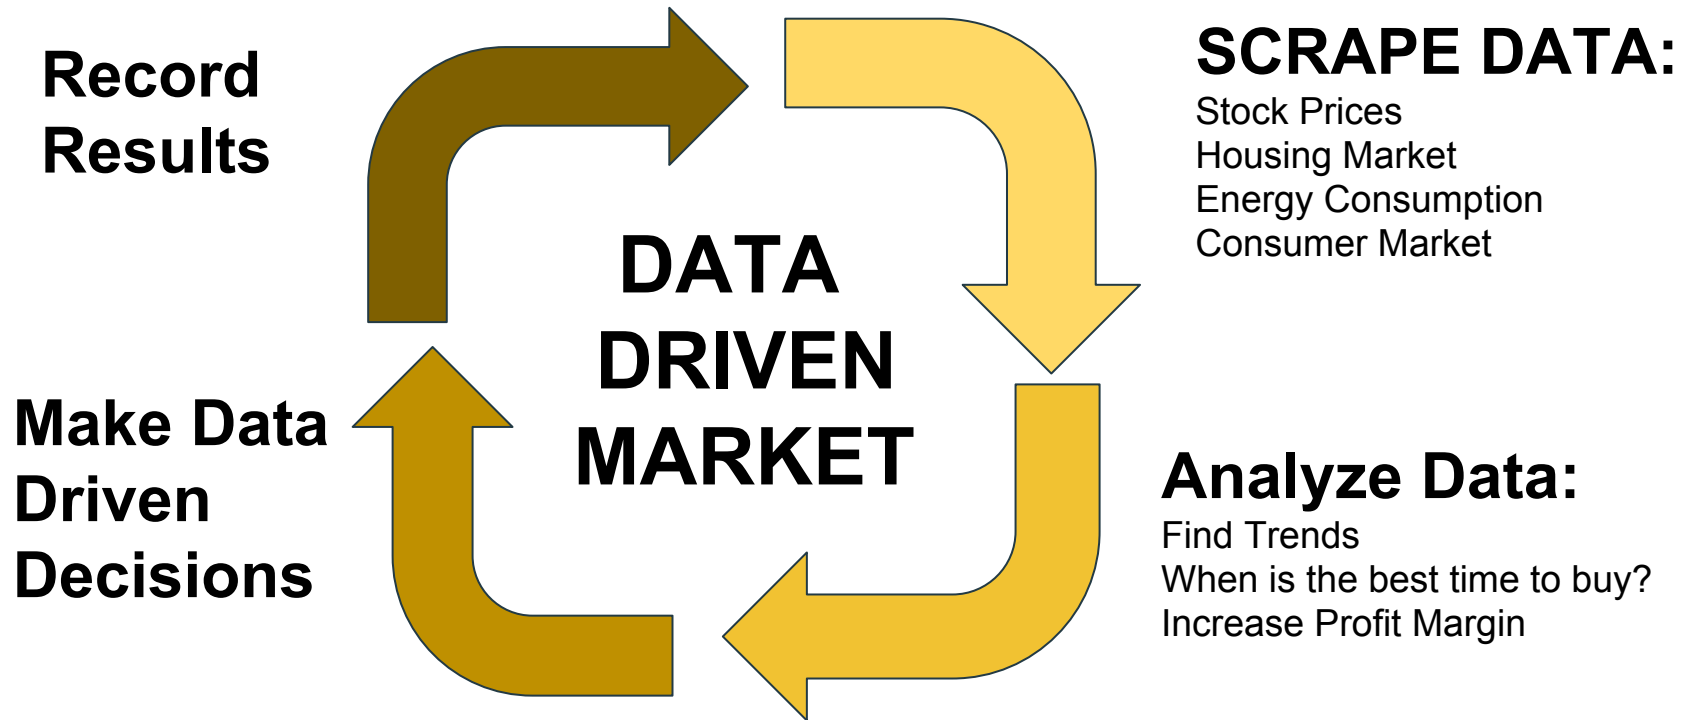 Record
Results
SCRAPE DATA:
Stock Prices
Housing Market
Energy Consumption
Consumer Market
DATA
DRIVEN
MARKET
Make Data
Driven
Decisions
Analyze Data:
Find Trends
When is the best time to buy?
Increase Profit Margin